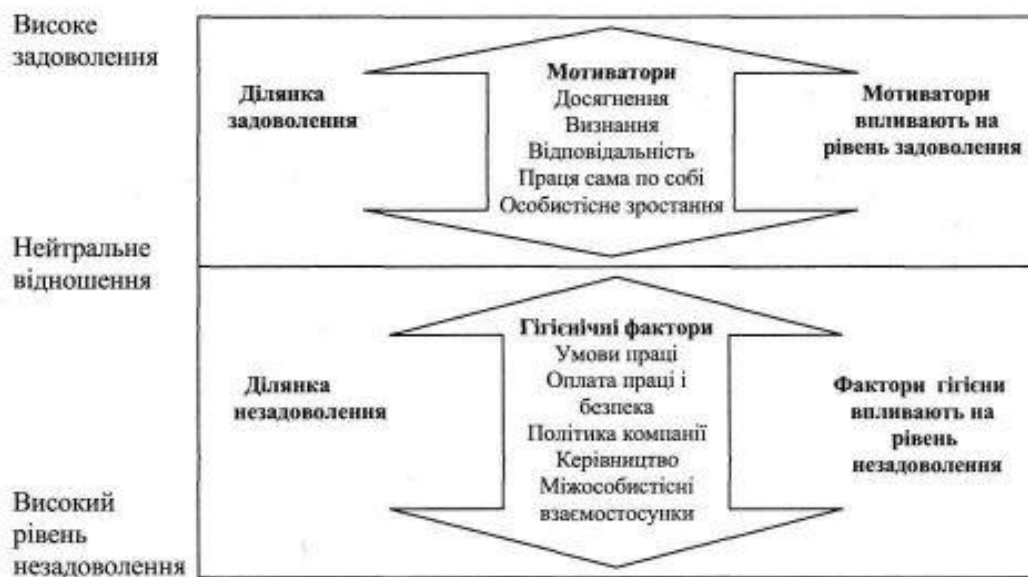 Високе
задоволення
Ділянка
задоволення
Мотиватори
Досягнення
Визнання
Відповідальність
Праця сама по собі
Особистісне зростання
Мотиватори
впливають на
рівень задоволення
Нейтральне
відношення
Ділянка
незадоволення
Гігієнічні фактори
Умови праці
Оплата праці і
безпека
Політика компанії
Керівництво
Міжособистісні
взаємостосунки
Фактори гігієни
впливають на
рівень
незадоволення
Високий
рівень
незадоволення